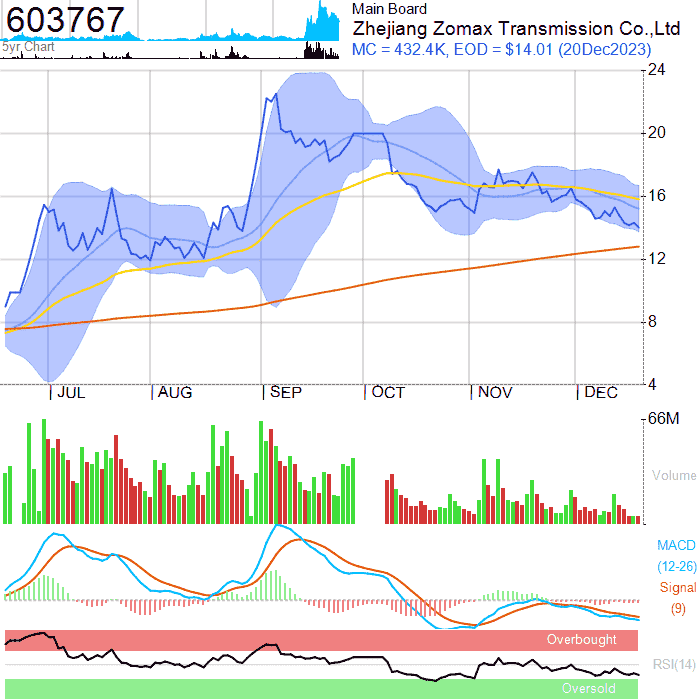 603767
5yr Chart
Main Board
Zhejiang Zomax Transmission Co.,Ltd
MC = 432.4K, EOD = $14.01 (20Dec2023)
24
20
16
12
8
4
JUL AUG SEP OCT NOV DEC
66M
Volume
MACD
(12-26)
Signal
(9)
Overbought
RSI(14)
Oversold